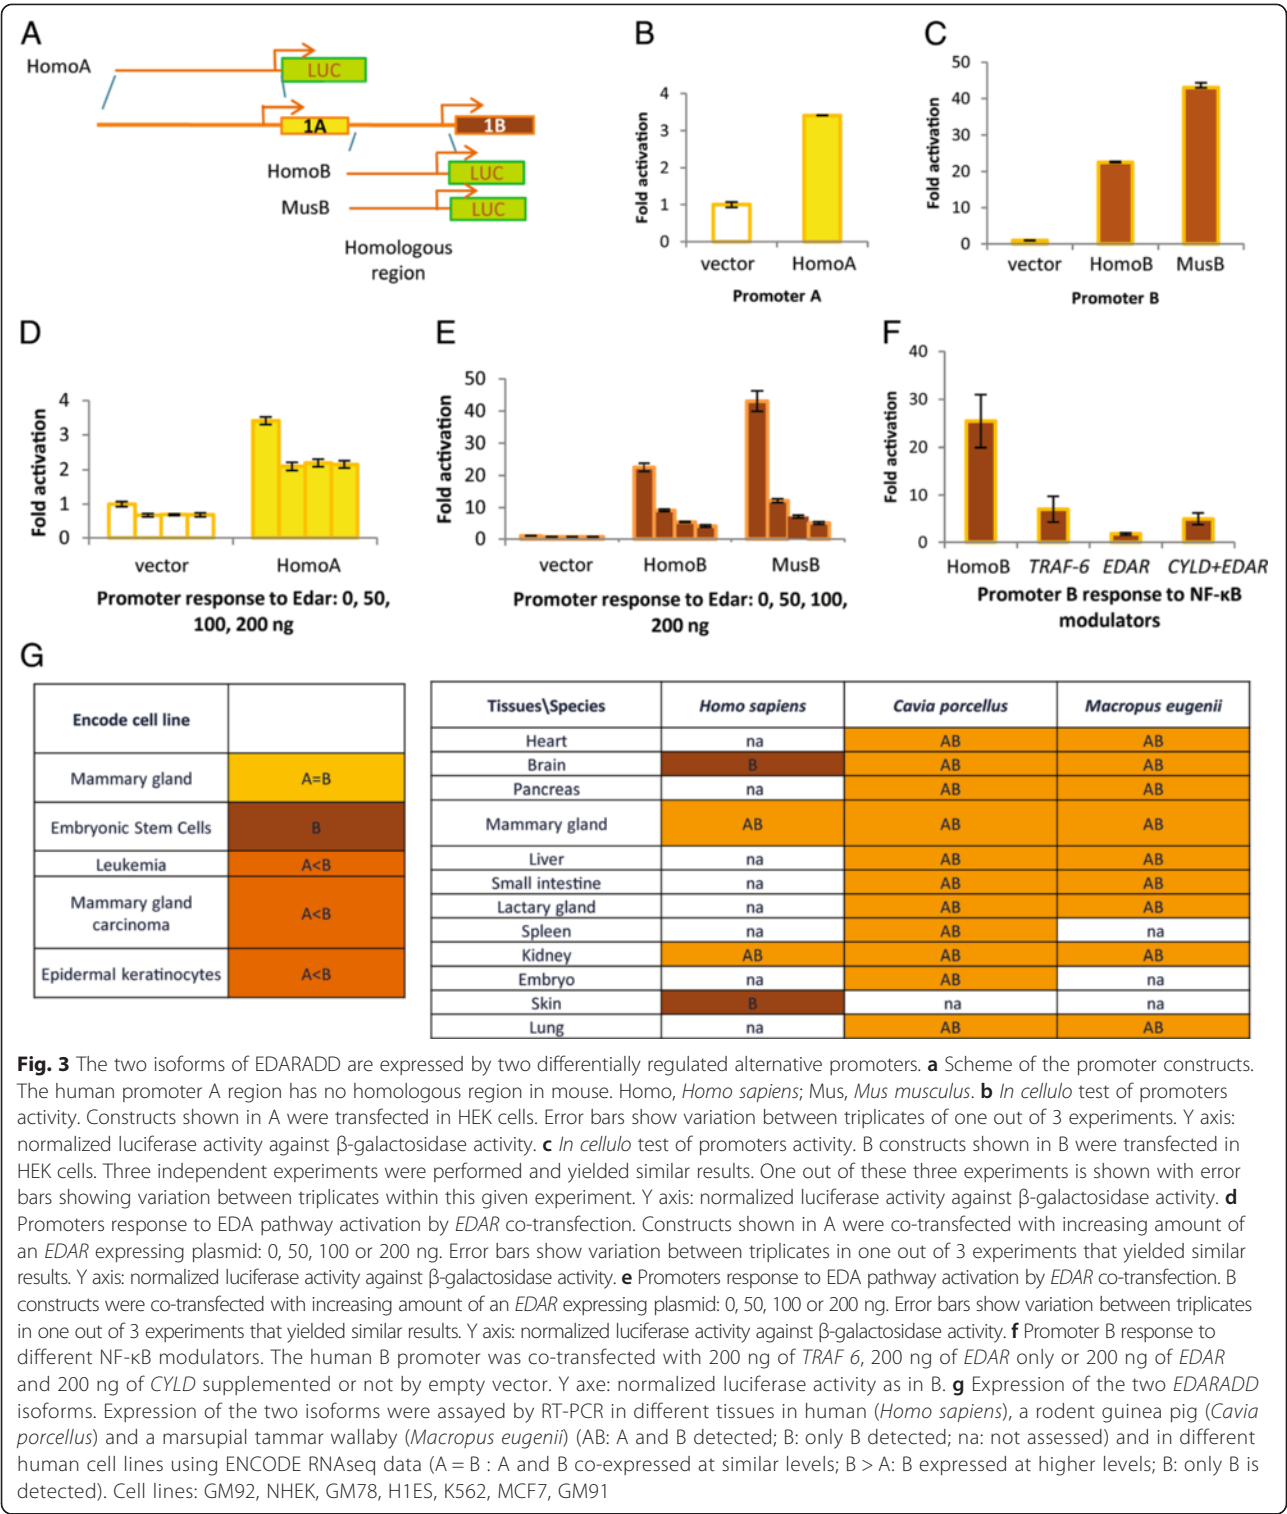 A
HomoA
LUC
1A
1B
HomoB
LUC
MusB
LUC
Homologous
region
B
Fold activation
4
3
2
1
0
vector HomoA
Promoter A
C
Fold activation
50
40
30
20
10
0
vector HomoB MusB
Promoter B
D
Fold activation
4
3
2
1
0
vector HomoA
Promoter response to Edar: 0, 50,
100, 200 ng
E
Fold activation
50
40
30
20
10
0
vector HomoB MusB
Promoter response to Edar: 0, 50, 100,
200 ng
F
Fold activation
40
30
20
10
0
HomoB TRAF-6 EDAR CYLD+EDAR
Promoter B response to NF-κB
modulators
G
Encode cell line
Mammary gland A=B
Embryonic Stem Cells B
Leukemia A<B
Mammary gland
carcinoma A<B
Epidermal keratinocytes A<B
Tissues\Species Homo sapiens Cavia porcellus Macropus eugenii
Heart na AB AB
Brain B AB AB
Pancreas na AB AB
Mammary gland AB AB AB
Liver na AB AB
Small intestine na AB AB
Lactary gland na AB AB
Spleen na AB na
Kidney AB AB AB
Embryo na AB na
Skin B na na
Lung na AB AB
Fig. 3 The two isoforms of EDARADD are expressed by two differentially regulated alternative promoters. a Scheme of the promoter constructs.
The human promoter A region has no homologous region in mouse. Homo, Homo sapiens; Mus, Mus musculus. b In cellulo test of promoters
activity. Constructs shown in A were transfected in HEK cells. Error bars show variation between triplicates of one out of 3 experiments. Y axis:
normalized luciferase activity against β-galactosidase activity. c In cellulo test of promoters activity. B constructs shown in B were transfected in
HEK cells. Three independent experiments were performed and yielded similar results. One out of these three experiments is shown with error
bars showing variation between triplicates within this given experiment. Y axis: normalized luciferase activity against β-galactosidase activity. d
Promoters response to EDA pathway activation by EDAR co-transfection. Constructs shown in A were co-transfected with increasing amount of
an EDAR expressing plasmid: 0, 50, 100 or 200 ng. Error bars show variation between triplicates in one out of 3 experiments that yielded similar
results. Y axis: normalized luciferase activity against β-galactosidase activity. e Promoters response to EDA pathway activation by EDAR co-transfection. B
constructs were co-transfected with increasing amount of an EDAR expressing plasmid: 0, 50, 100 or 200 ng. Error bars show variation between triplicates
in one out of 3 experiments that yielded similar results. Y axis: normalized luciferase activity against β-galactosidase activity. f Promoter B response to
different NF-κB modulators. The human B promoter was co-transfected with 200 ng of TRAF 6, 200 ng of EDAR only or 200 ng of EDAR
and 200 ng of CYLD supplemented or not by empty vector. Y axe: normalized luciferase activity as in B. g Expression of the two EDARADD
isoforms. Expression of the two isoforms were assayed by RT-PCR in different tissues in human (Homo sapiens), a rodent guinea pig (Cavia
porcellus) and a marsupial tammar wallaby (Macropus eugenii) (AB: A and B detected; B: only B detected; na: not assessed) and in different
human cell lines using ENCODE RNAseq data (A = B : A and B co-expressed at similar levels; B > A: B expressed at higher levels; B: only B is
detected). Cell lines: GM92, NHEK, GM78, H1ES, K562, MCF7, GM91